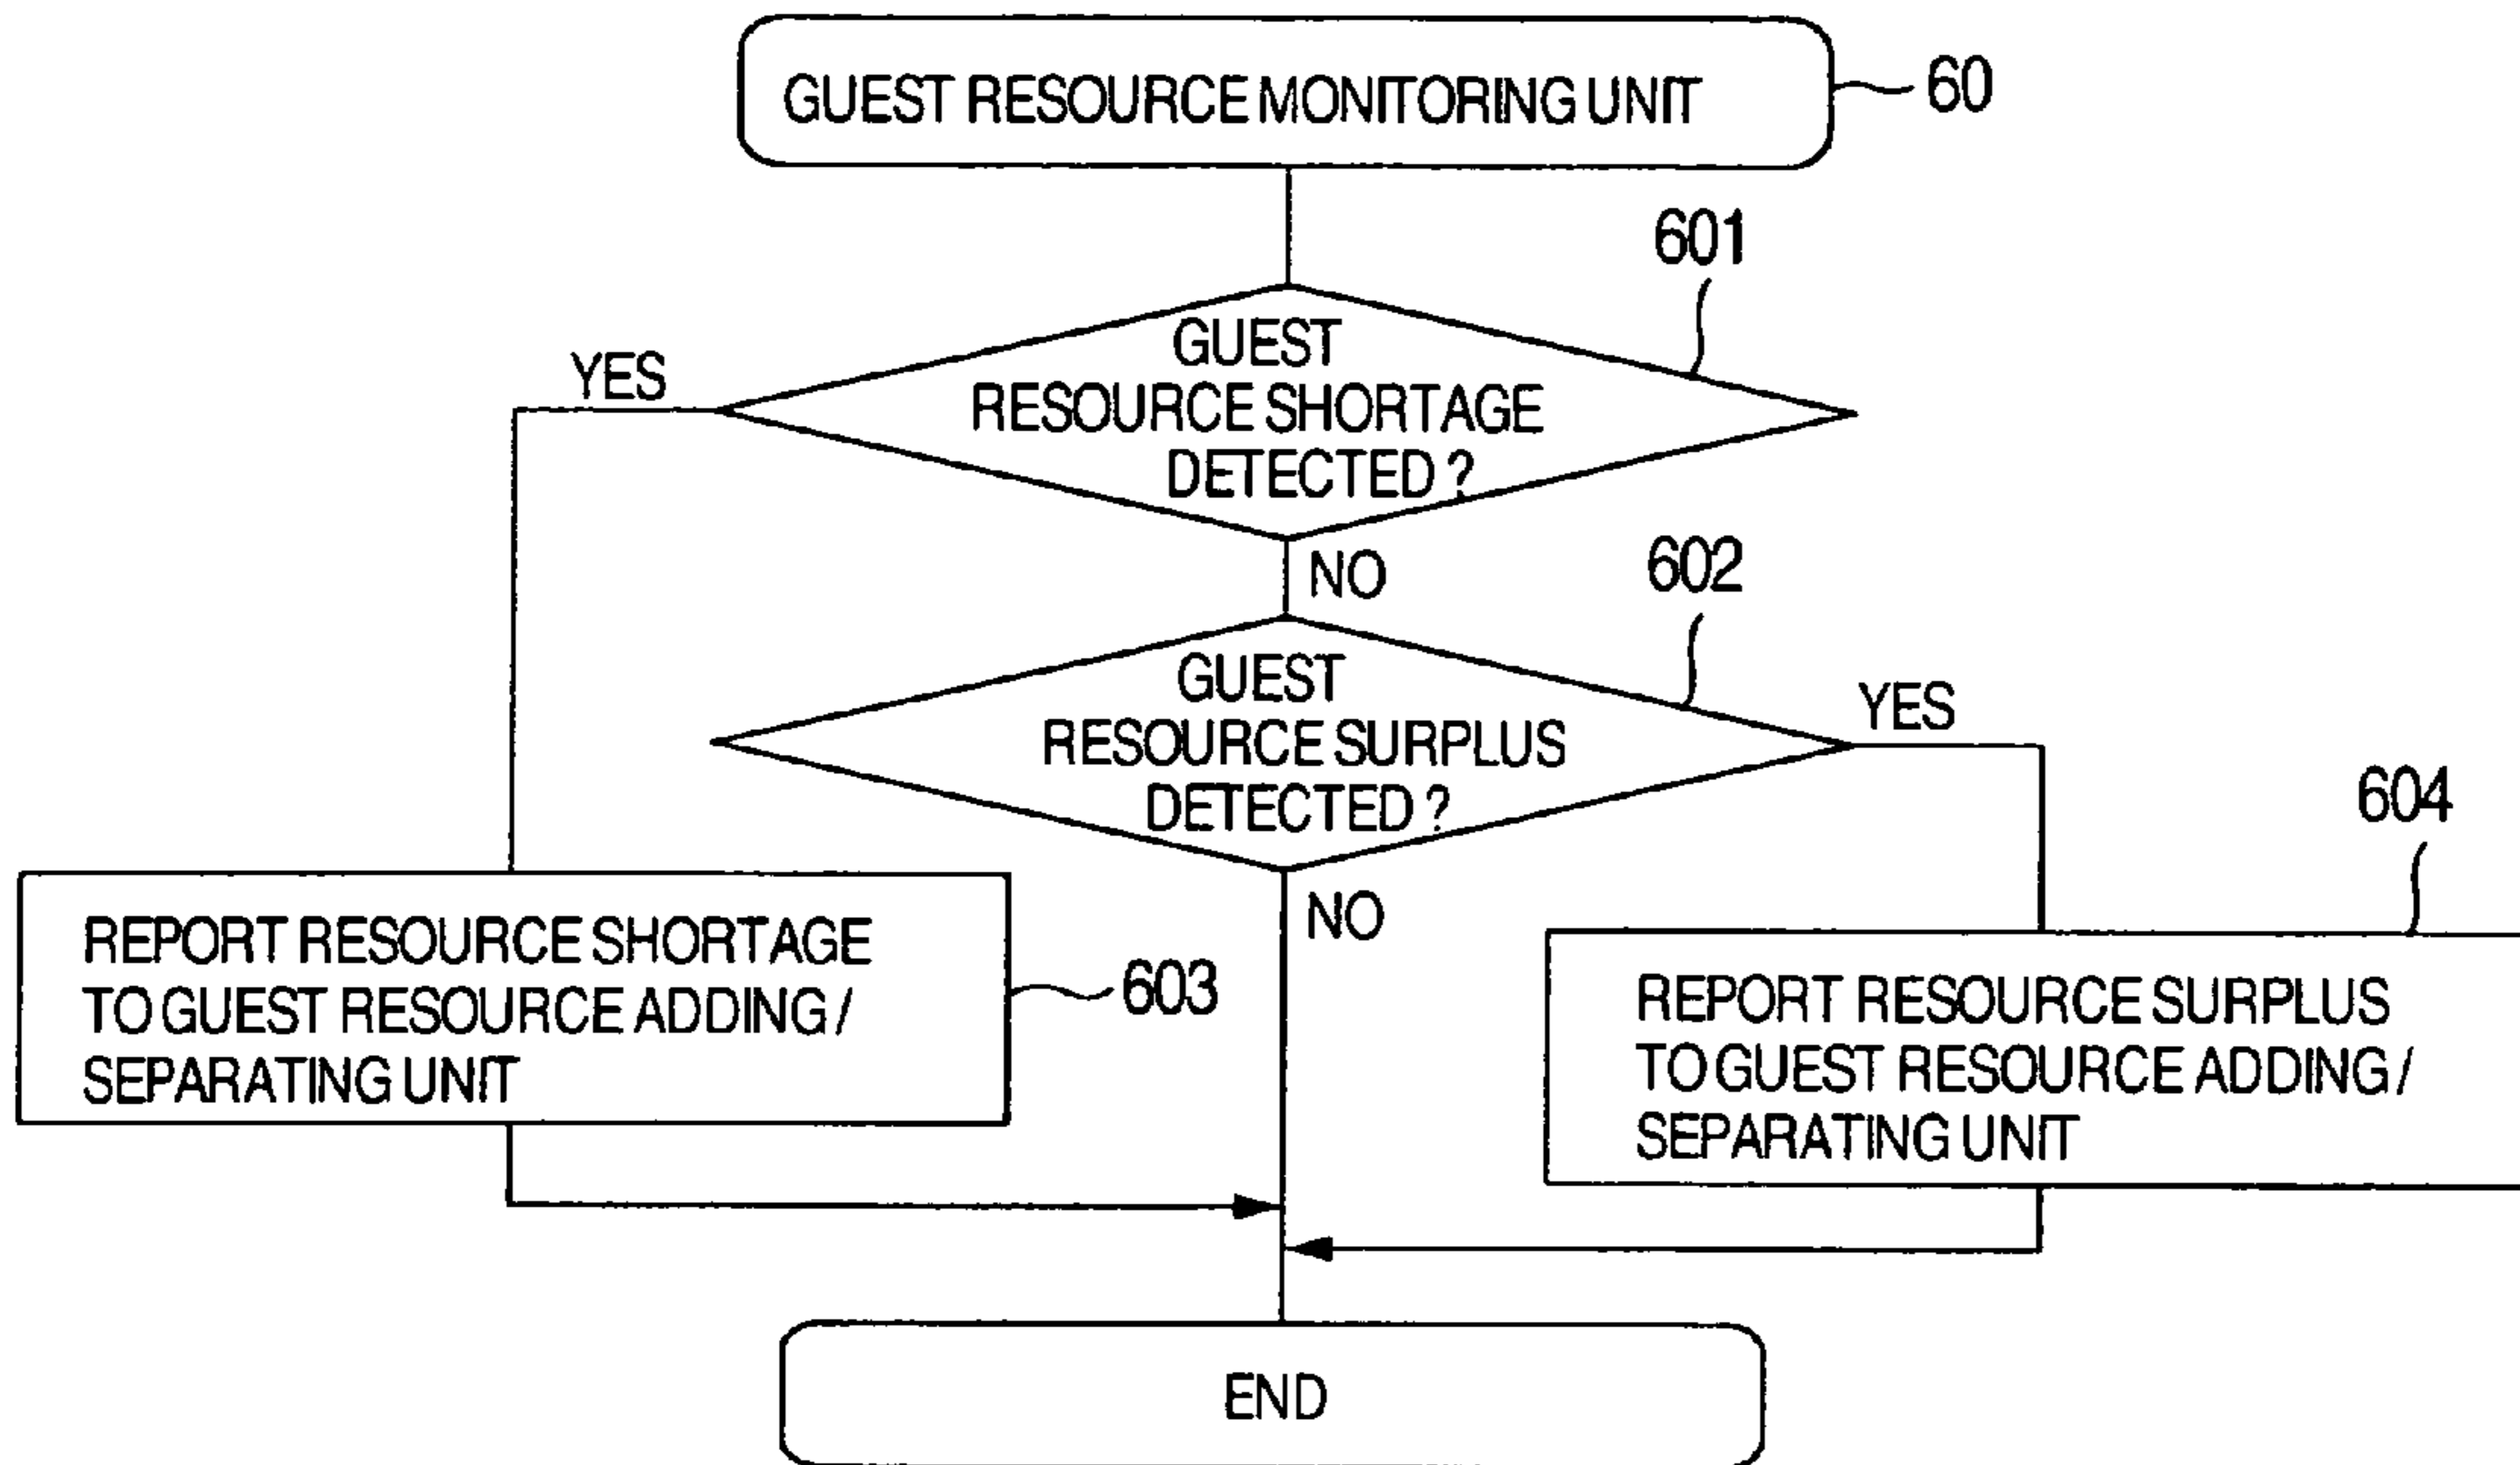 GUEST RESOURCE MONITORING UNIT
60
601
GUEST
RESOURCE SHORTAGE
DETECTED ?
YES
NO
602
GUEST
RESOURCE SURPLUS
DETECTED ?
YES
NO
604
REPORT RESOURCE SHORTAGE
TO GUEST RESOURCE ADDING /
SEPARATING UNIT
603
REPORT RESOURCE SURPLUS
TO GUEST RESOURCE ADDING /
SEPARATING UNIT
END